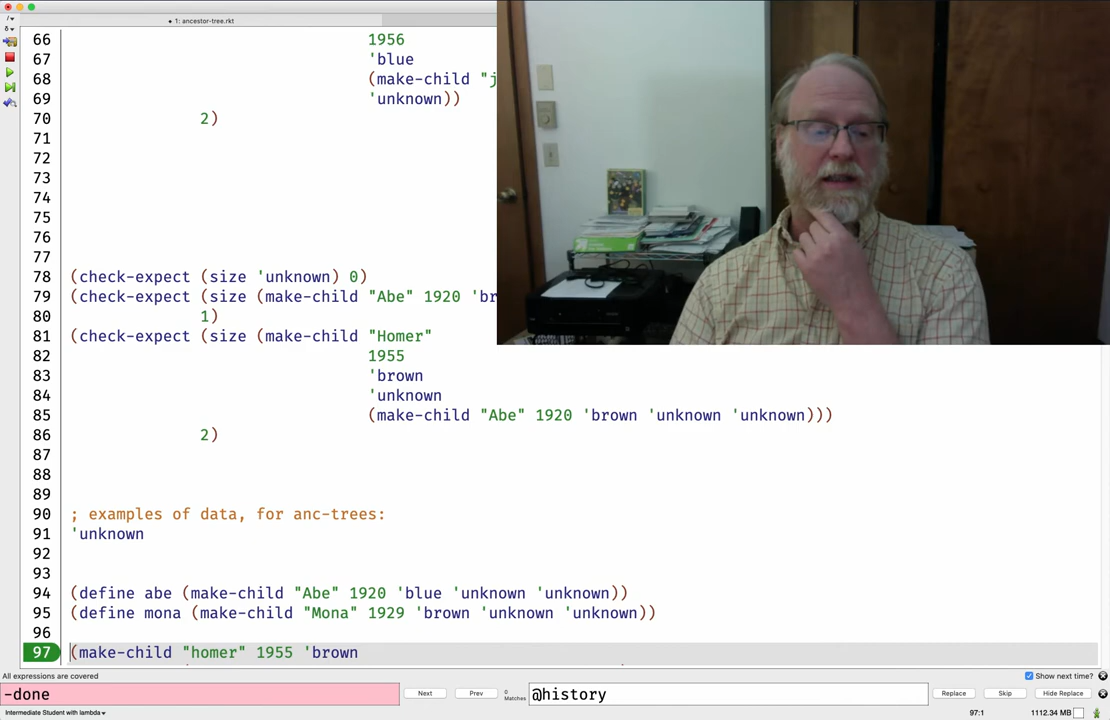 1: ancestor-tree.rkt
66 1956
67 'blue
68 (make-child "j
69 'unknown))
70 2)
71
72
73
74
75
76
77
78 (check-expect (size 'unknown) 0)
79 (check-expect (size (make-child "Abe" 1920 'br
80 1)
81 (check-expect (size (make-child "Homer"
82 1955
83 'brown
84 'unknown
85 (make-child "Abe" 1920 'brown 'unknown 'unknown)))
86 2)
87
88
89
90 ; examples of data, for anc-trees:
91 'unknown
92
93
94 (define abe (make-child "Abe" 1920 'blue 'unknown 'unknown))
95 (define mona (make-child "Mona" 1929 'brown 'unknown 'unknown))
96
97 (make-child "homer" 1955 'brown
All expressions are covered Show next time?
-done Next Prev 0 Matches @history Replace Skip Hide Replace
Intermediate Student with lambda 97:1 1112.34 MB